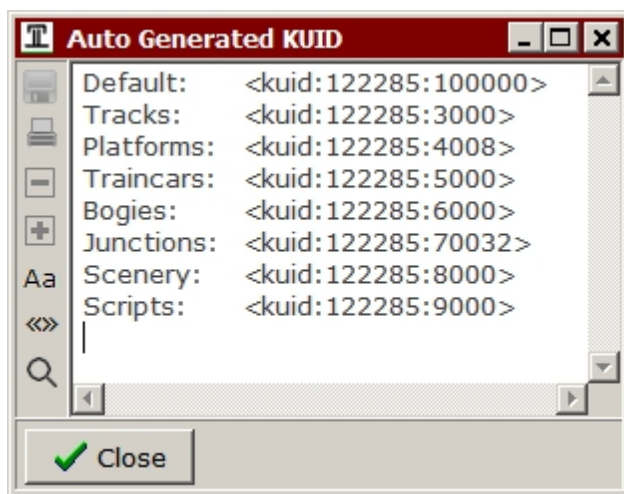 Auto Generated KUID
Default: <kuid:122285:100000>
Tracks: <kuid:122285:3000>
Platforms: <kuid:122285:4008>
Traincars: <kuid:122285:5000>
Bogies: <kuid:122285:6000>
Junctions: <kuid:122285:70032>
Scenery: <kuid:122285:8000>
Scripts: <kuid:122285:9000>
Aa
«»
Close